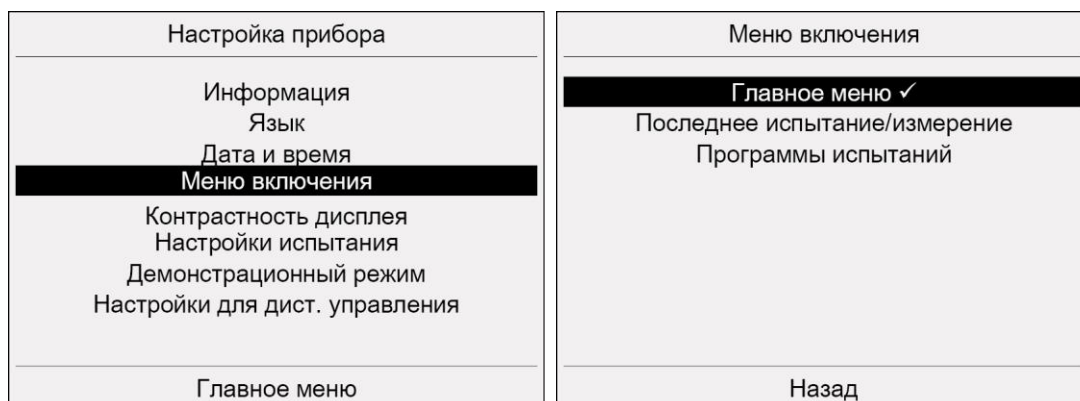 Настройка прибора
Информация
Язык
Дата и время
Меню включения
Контрастность дисплея
Настройки испытания
Демонстрационный режим
Настройки для дист. управления
Главное меню
Меню включения
Главное меню ✓
Последнее испытание/измерение
Программы испытаний
Назад